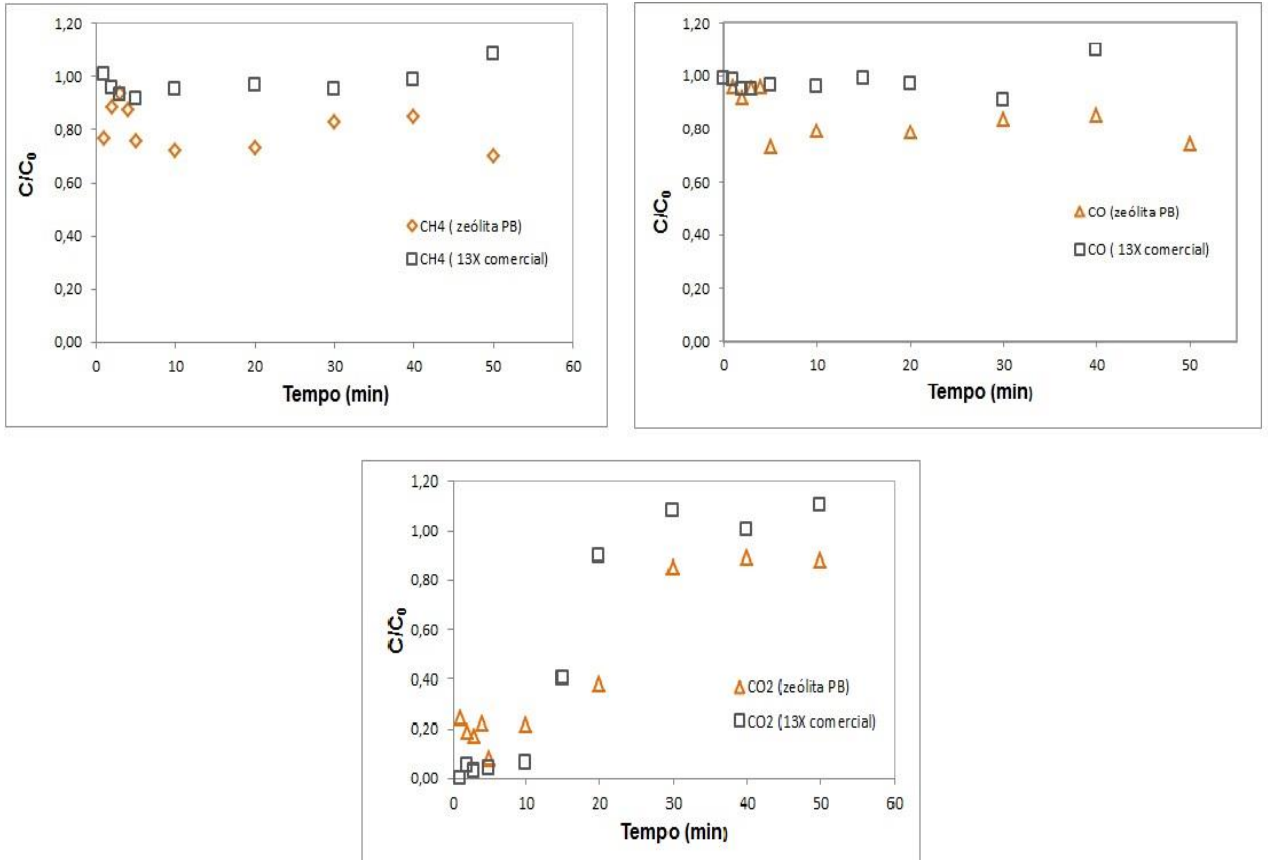 1,20
1,00
0,80
0,60
0,40
0,20
0,00
C/C₀
0 10 20 30 40 50 60
Tempo (min)
CH4 ( zeólita PB)
CH4 ( 13X comercial)
1,20
1,00
0,80
0,60
0,40
0,20
0,00
C/C₀
0 10 20 30 40 50
Tempo (min)
CO (zeólita PB)
CO ( 13X comercial)
1,20
1,00
0,80
0,60
0,40
0,20
0,00
C/C₀
0 10 20 30 40 50 60
Tempo (min)
CO2 (zeólita PB)
CO2 (13X comercial)